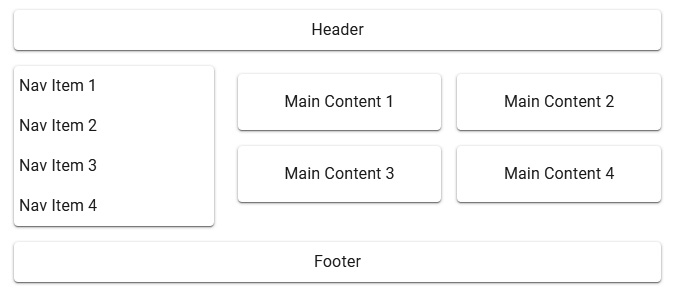 Header
Nav Item 1
Nav Item 2
Nav Item 3
Nav Item 4
Main Content 1
Main Content 2
Main Content 3
Main Content 4
Footer